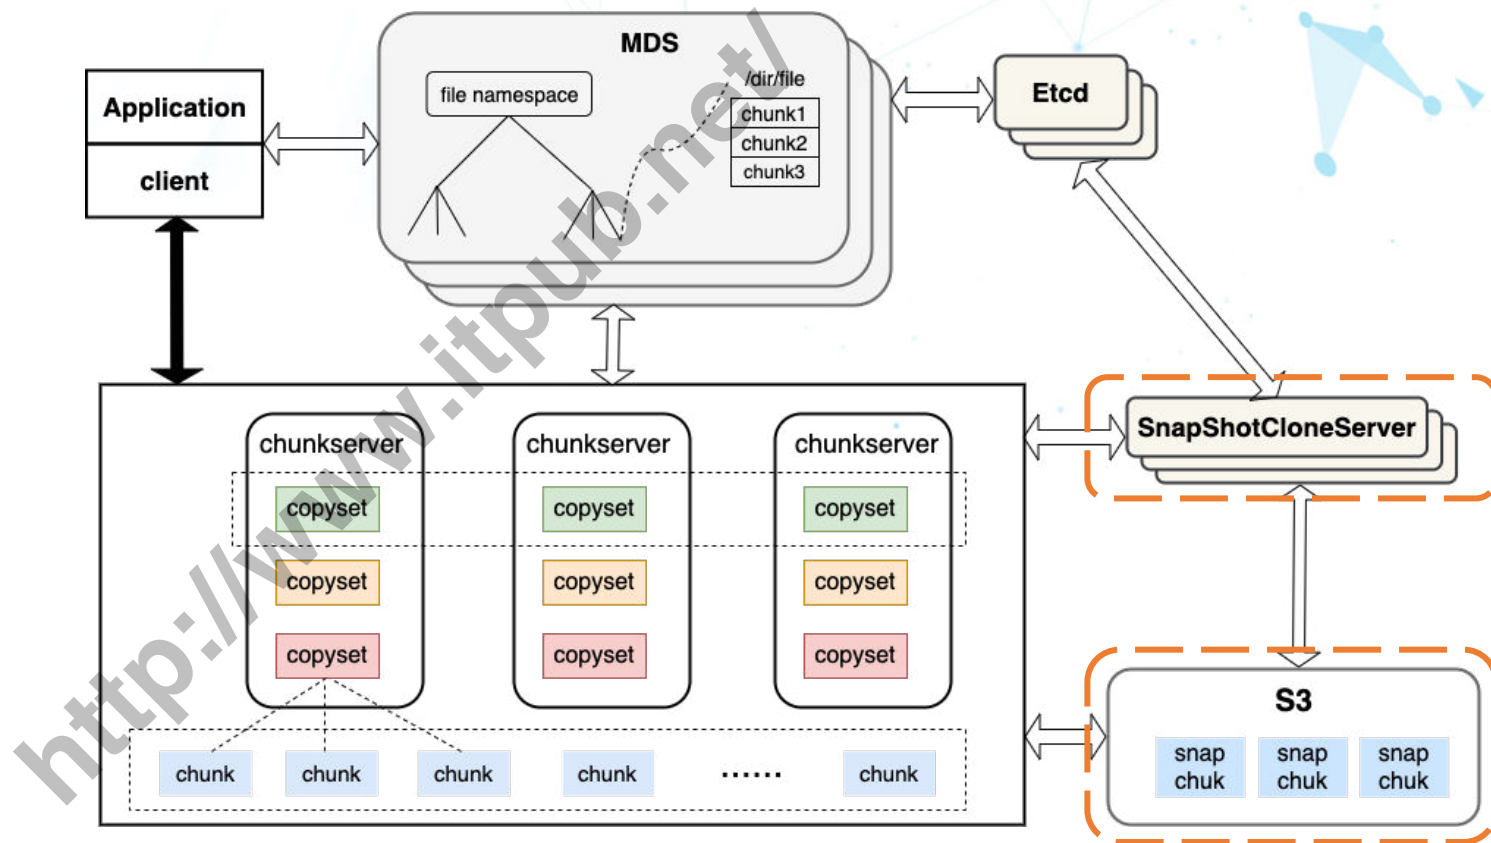 MDS
file namespace
/dir/file
chunk1
chunk2
chunk3
Application
client
Etcd
chunkserver
chunkserver
chunkserver
copyset
copyset
copyset
copyset
copyset
copyset
copyset
copyset
copyset
chunk
chunk
chunk
chunk
······
chunk
SnapShotCloneServer
S3
snap
chuk
snap
chuk
snap
chuk
http://www.itpub.net/